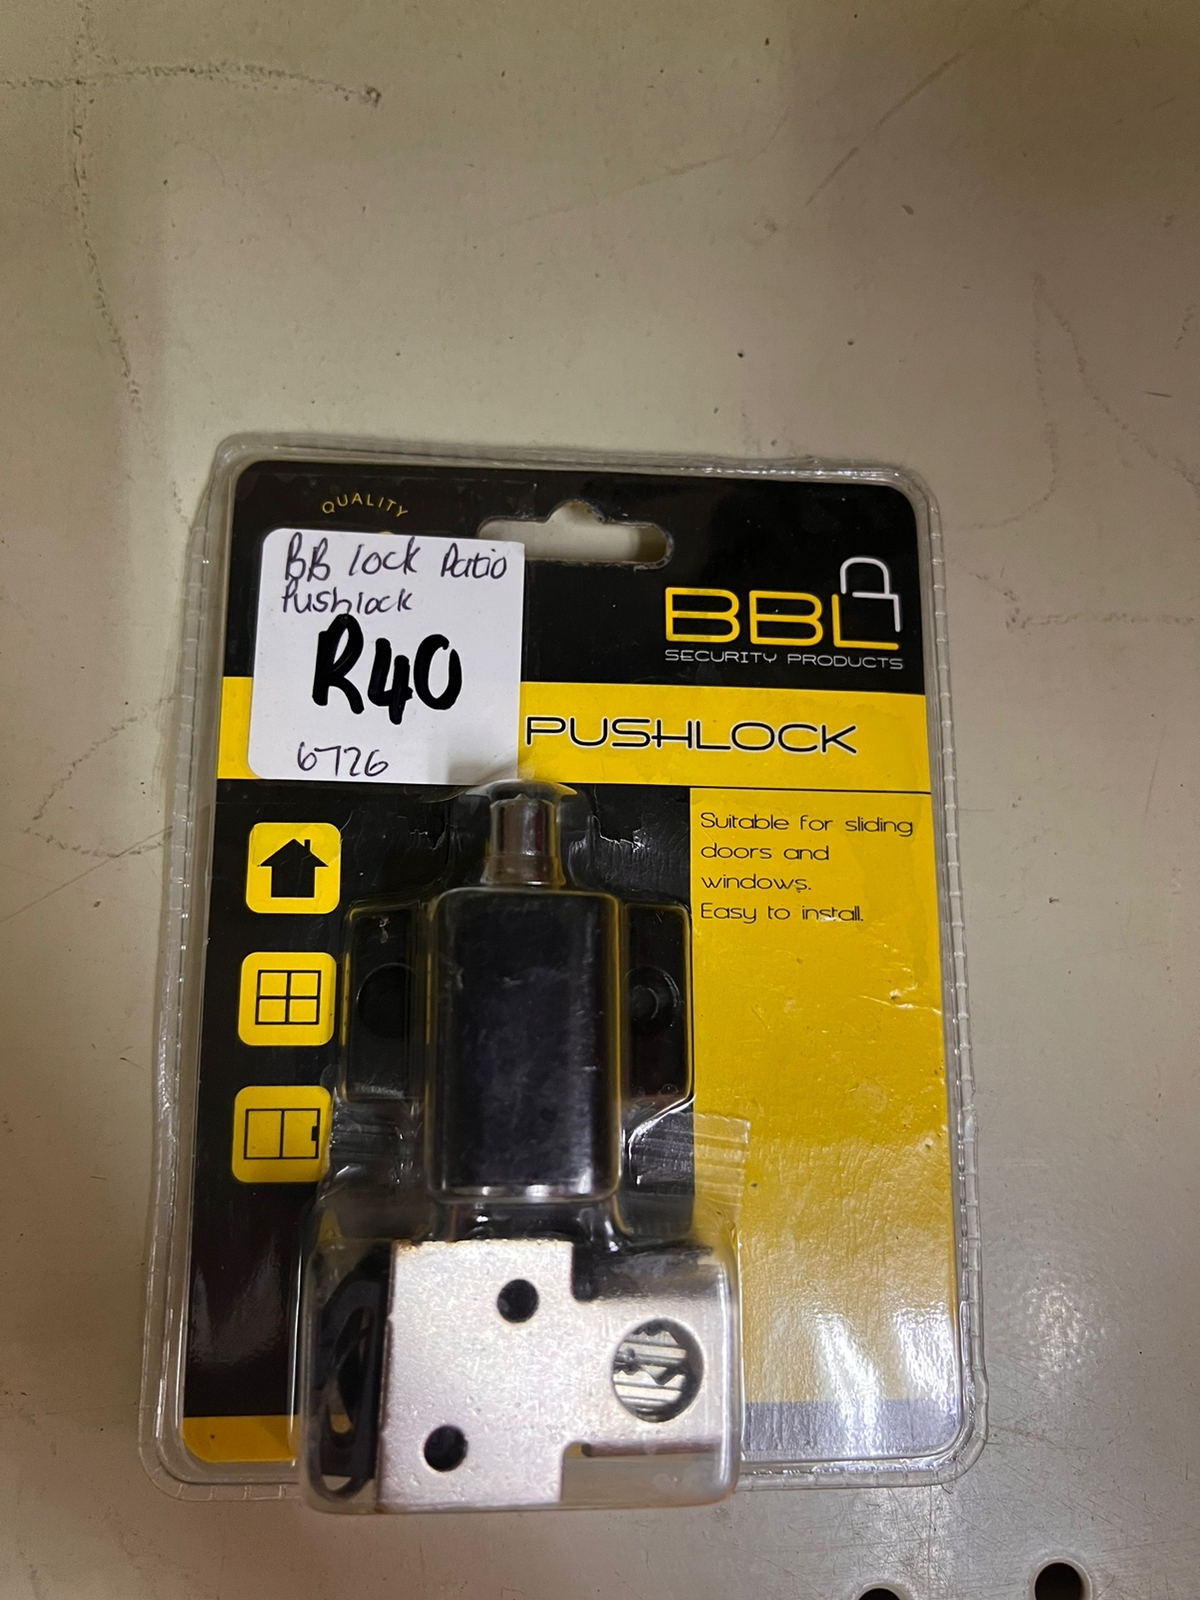 QUALITY
BB lock Patio
Pushlock
R40
6726
BBL
SECURITY PRODUCTS
PUSHLOCK
Suitable for sliding
doors and
windows.
Easy to install.